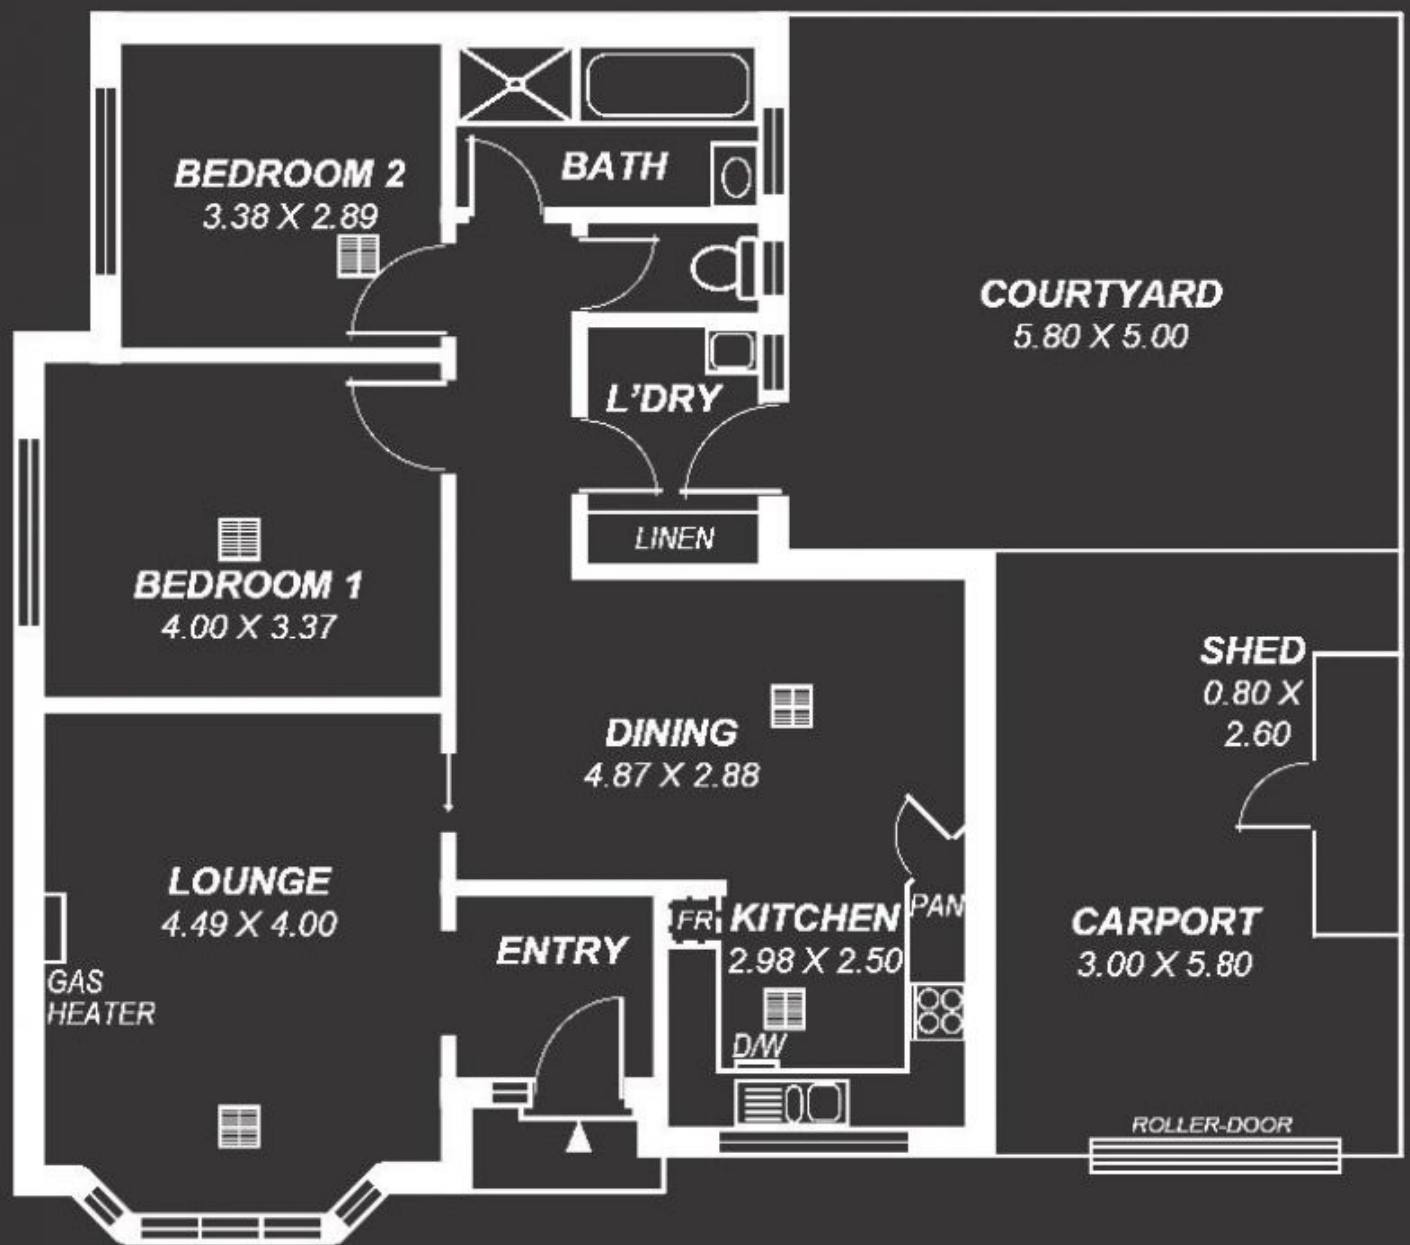 BEDROOM 2
3.38 X 2.89
BATH
COURTYARD
5.80 X 5.00
L'DRY
LINEN
BEDROOM 1
4.00 X 3.37
SHED
0.80 X
2.60
DINING
4.87 X 2.88
LOUNGE
4.49 X 4.00
GAS
HEATER
ENTRY
FR
KITCHEN
2.98 X 2.50
PAN
D/W
CARPORT
3.00 X 5.80
ROLLER-DOOR